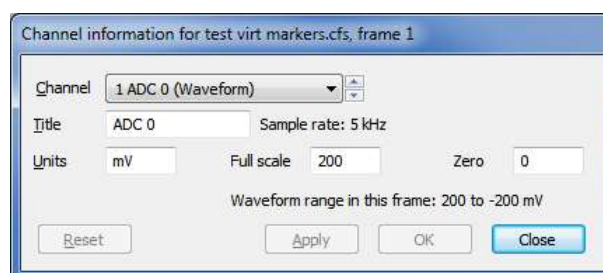 Channel information for test virt markers.cfs, frame 1
Channel 1 ADC 0 (Waveform)
Title ADC 0 Sample rate: 5 kHz
Units mV Full scale 200 Zero 0
Waveform range in this frame: 200 to -200 mV
Reset Apply OK Close